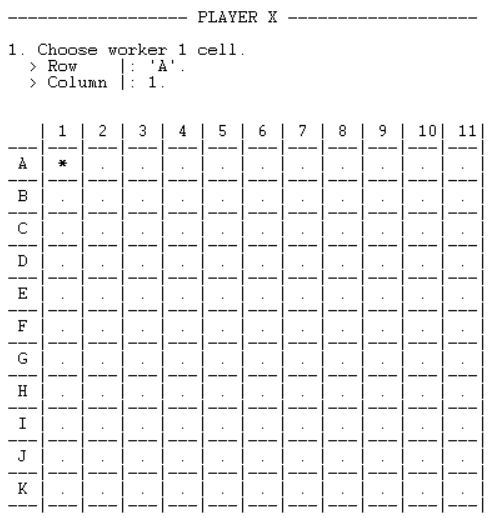 ------------------ PLAYER X -------------------
1. Choose worker 1 cell.
> Row |: 'A'.
> Column |: 1.
| 1 | 2 | 3 | 4 | 5 | 6 | 7 | 8 | 9 | 10| 11|
---|---|---|---|---|---|---|---|---|---|---|---|
A | * | . | . | . | . | . | . | . | . | . | . |
---|---|---|---|---|---|---|---|---|---|---|---|
B | . | . | . | . | . | . | . | . | . | . | . |
---|---|---|---|---|---|---|---|---|---|---|---|
C | . | . | . | . | . | . | . | . | . | . | . |
---|---|---|---|---|---|---|---|---|---|---|---|
D | . | . | . | . | . | . | . | . | . | . | . |
---|---|---|---|---|---|---|---|---|---|---|---|
E | . | . | . | . | . | . | . | . | . | . | . |
---|---|---|---|---|---|---|---|---|---|---|---|
F | . | . | . | . | . | . | . | . | . | . | . |
---|---|---|---|---|---|---|---|---|---|---|---|
G | . | . | . | . | . | . | . | . | . | . | . |
---|---|---|---|---|---|---|---|---|---|---|---|
H | . | . | . | . | . | . | . | . | . | . | . |
---|---|---|---|---|---|---|---|---|---|---|---|
I | . | . | . | . | . | . | . | . | . | . | . |
---|---|---|---|---|---|---|---|---|---|---|---|
J | . | . | . | . | . | . | . | . | . | . | . |
---|---|---|---|---|---|---|---|---|---|---|---|
K | . | . | . | . | . | . | . | . | . | . | . |
---|---|---|---|---|---|---|---|---|---|---|---|